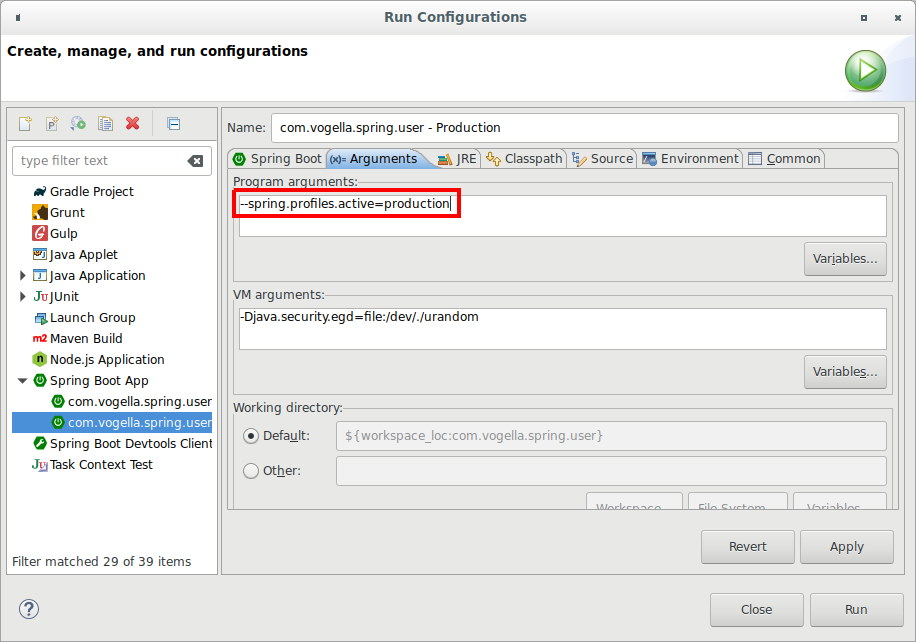 Run Configurations
Create, manage, and run configurations
type filter text
Gradle Project
Grunt
Gulp
Java Applet
Java Application
JUnit
Launch Group
Maven Build
Node.js Application
Spring Boot App
com.vogella.spring.user
com.vogella.spring.user
Spring Boot Devtools Client
Task Context Test
Filter matched 29 of 39 items
Name: com.vogella.spring.user - Production
Spring Boot (x)= Arguments JRE Classpath Source Environment Common
Program arguments:
--spring.profiles.active=production
Variables...
VM arguments:
-Djava.security.egd=file:/dev/./urandom
Variables...
Working directory:
Default: ${workspace_loc:com.vogella.spring.user}
Other:
Workspace... File System... Variables...
Revert Apply
Close Run